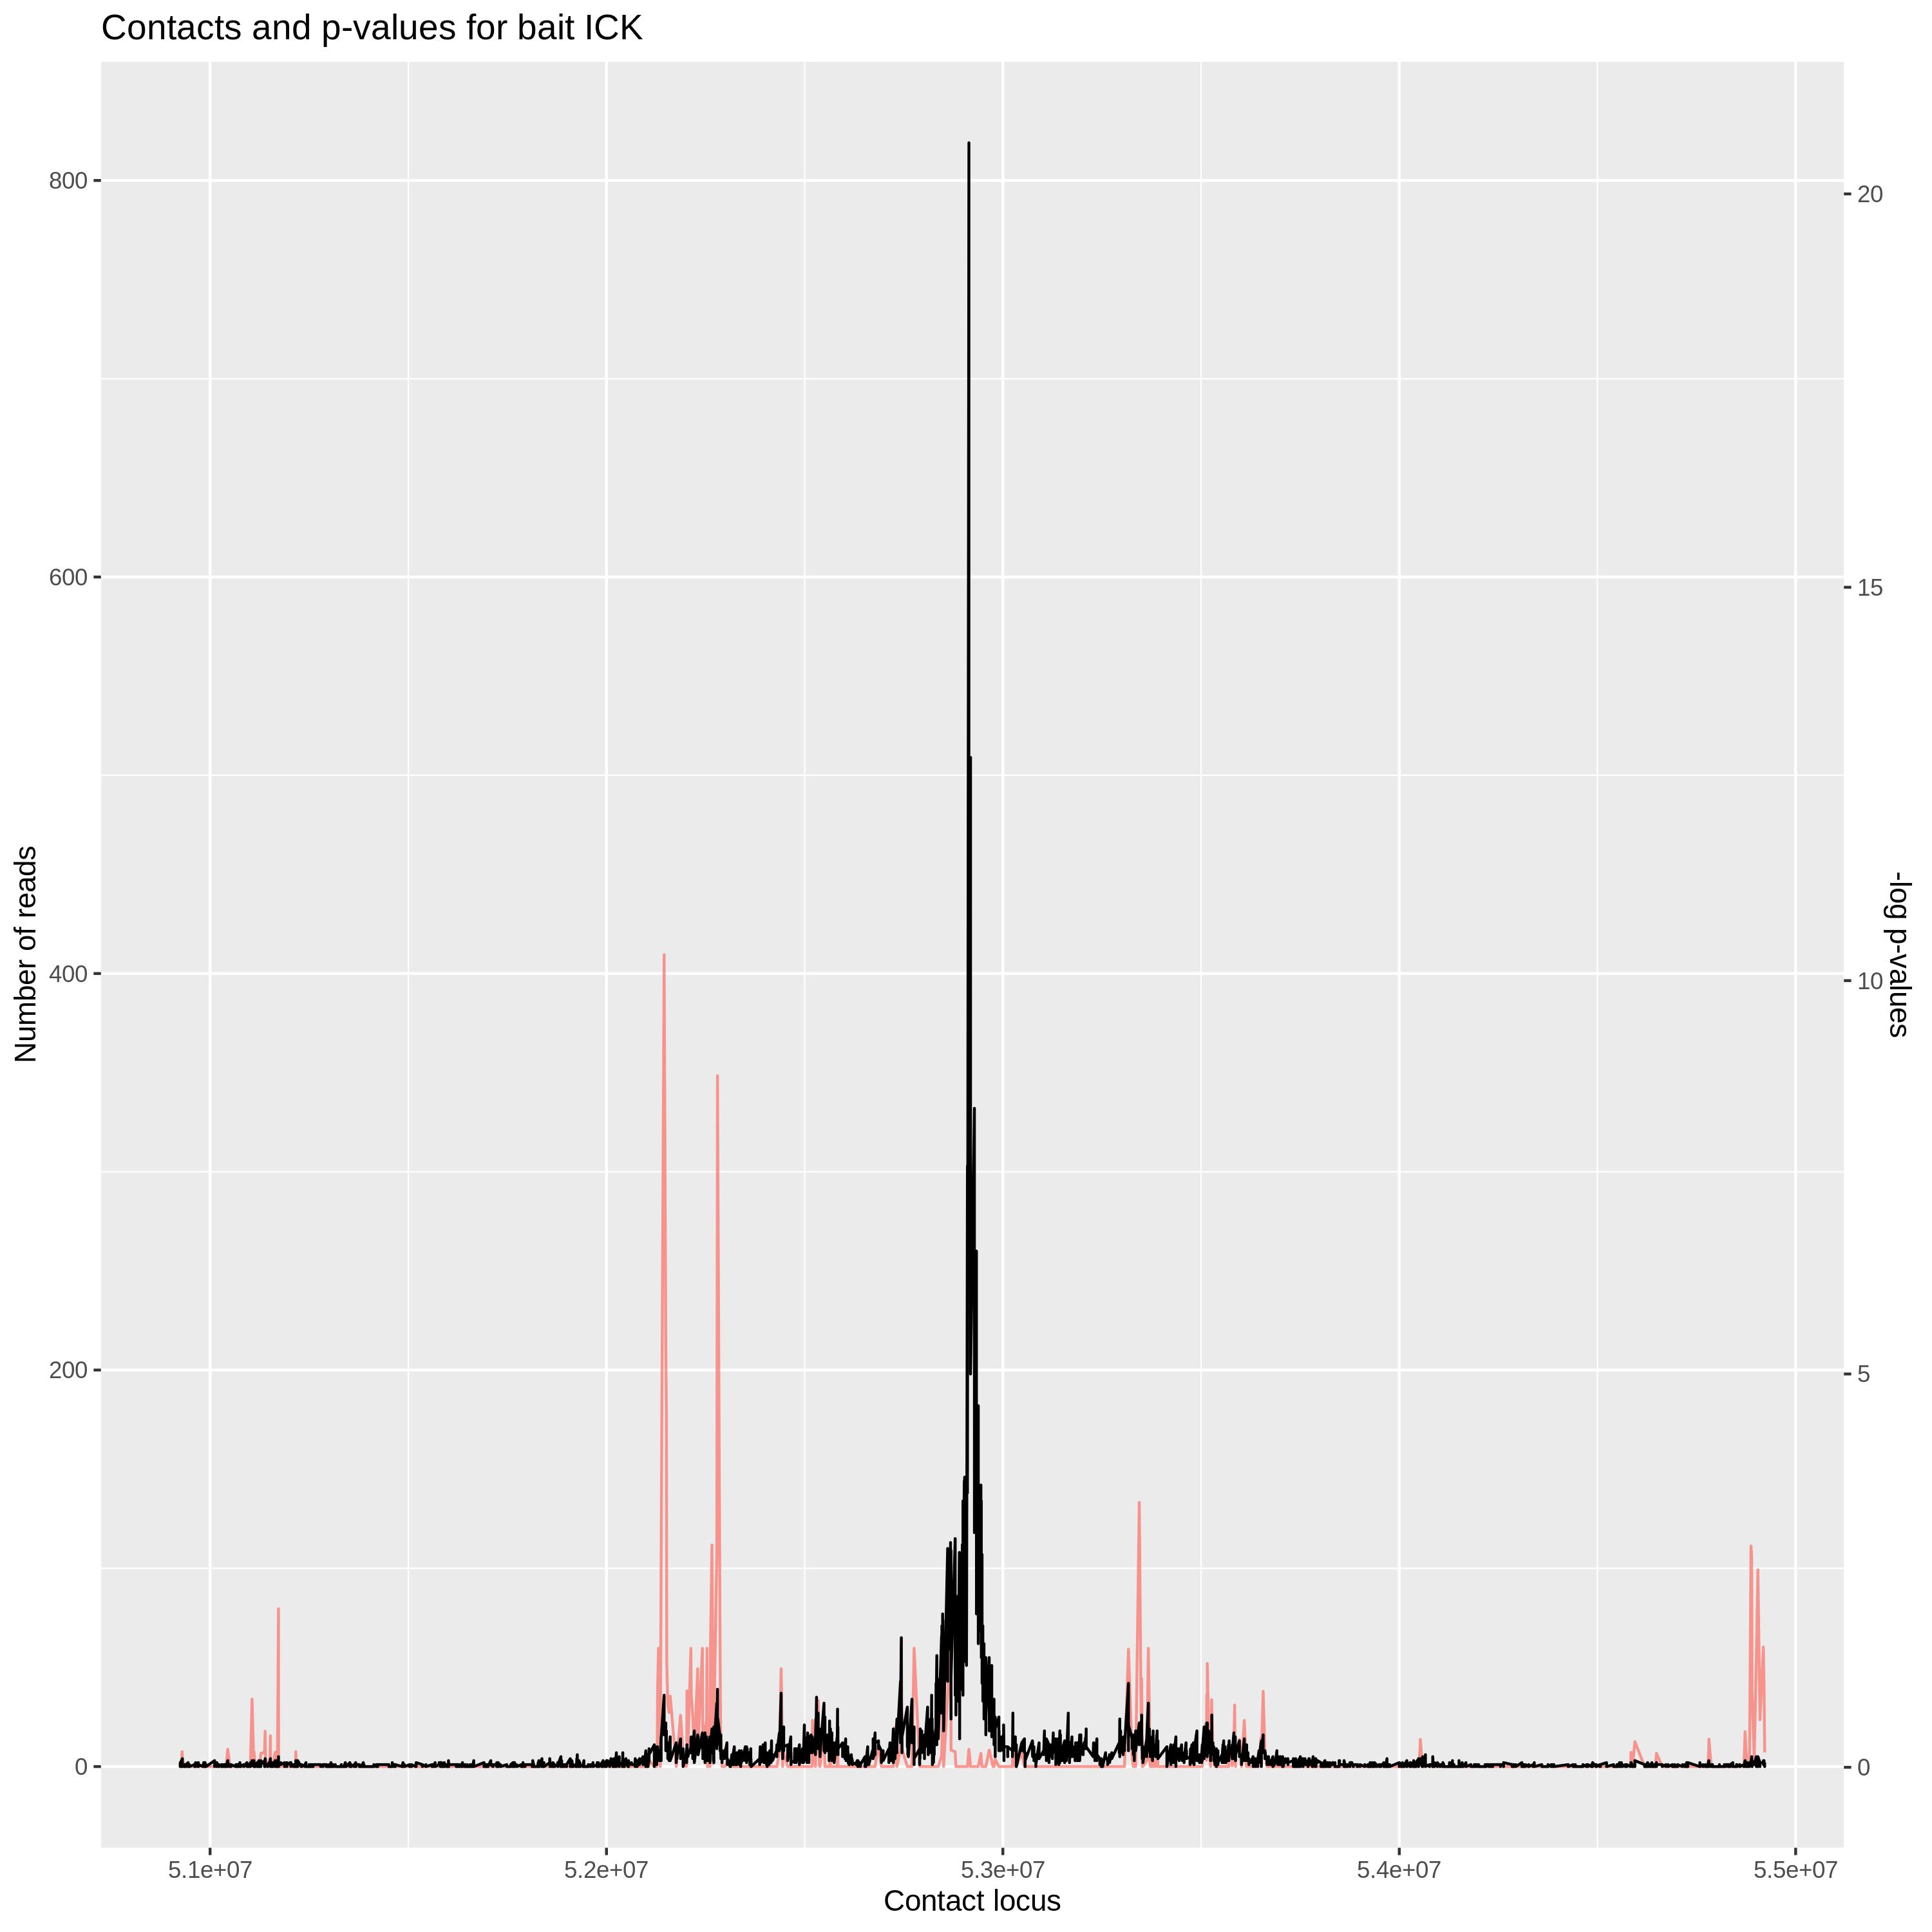 Contacts and p-values for bait ICK
800
600
400
200
0
20
15
10
5
0
Number of reads
-log p-values
5.1e+07 5.2e+07 5.3e+07 5.4e+07 5.5e+07
Contact locus